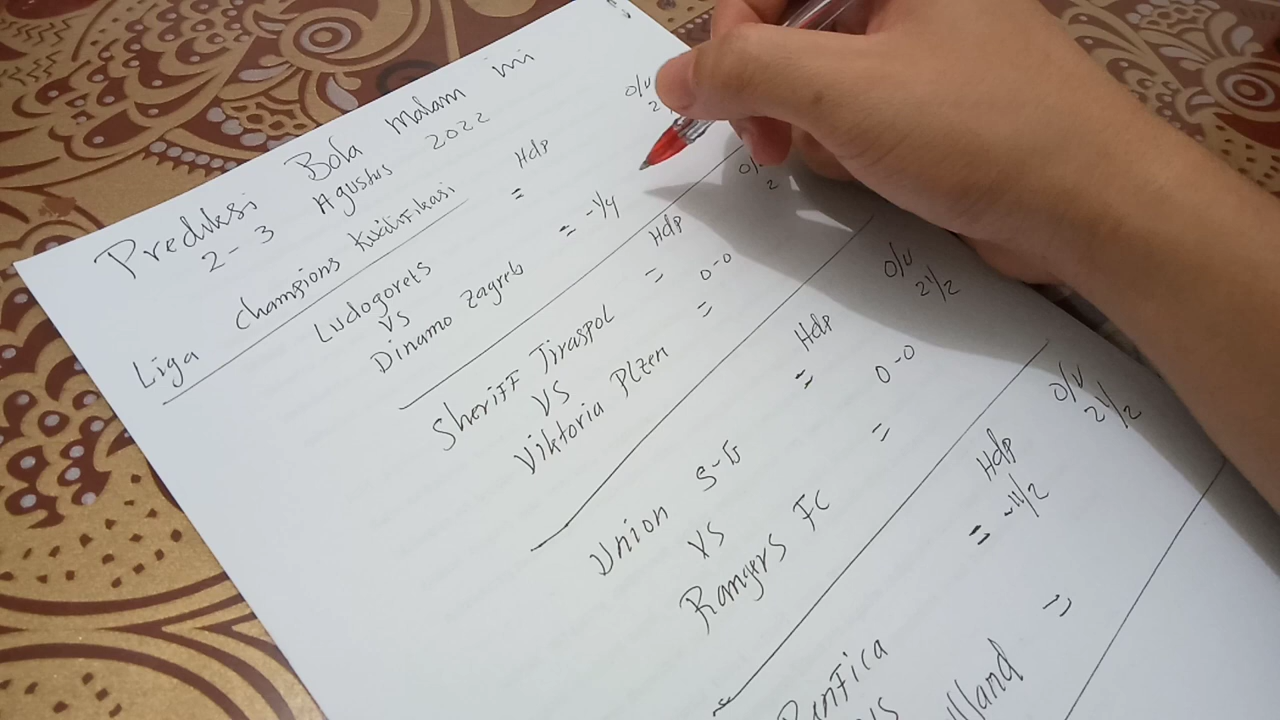 Prediksi Bola Malam ini
2-3 Agustus 2022
Liga Champions Kwalifikasi
Hdp O/U
Ludogorets =
VS
Dinamo Zagreb = -1/4
Hdp O/U
2
Sheriff Tiraspol =
VS
Viktoria Plzen = 0-0
Hdp O/U
2 1/2
Union S-G =
VS
Rangers FC = 0-0
Hdp O/U
2 1/2
= -1 1/2
VS
=